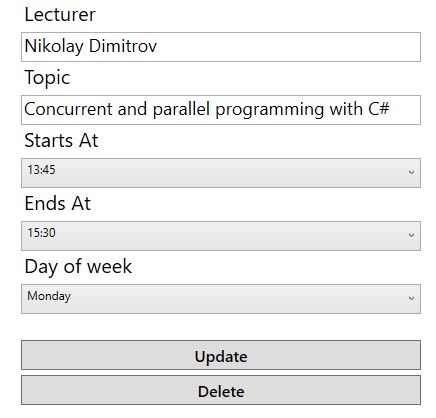 Lecturer
Nikolay Dimitrov
Topic
Concurrent and parallel programming with C#
Starts At
13:45
Ends At
15:30
Day of week
Monday
Update
Delete